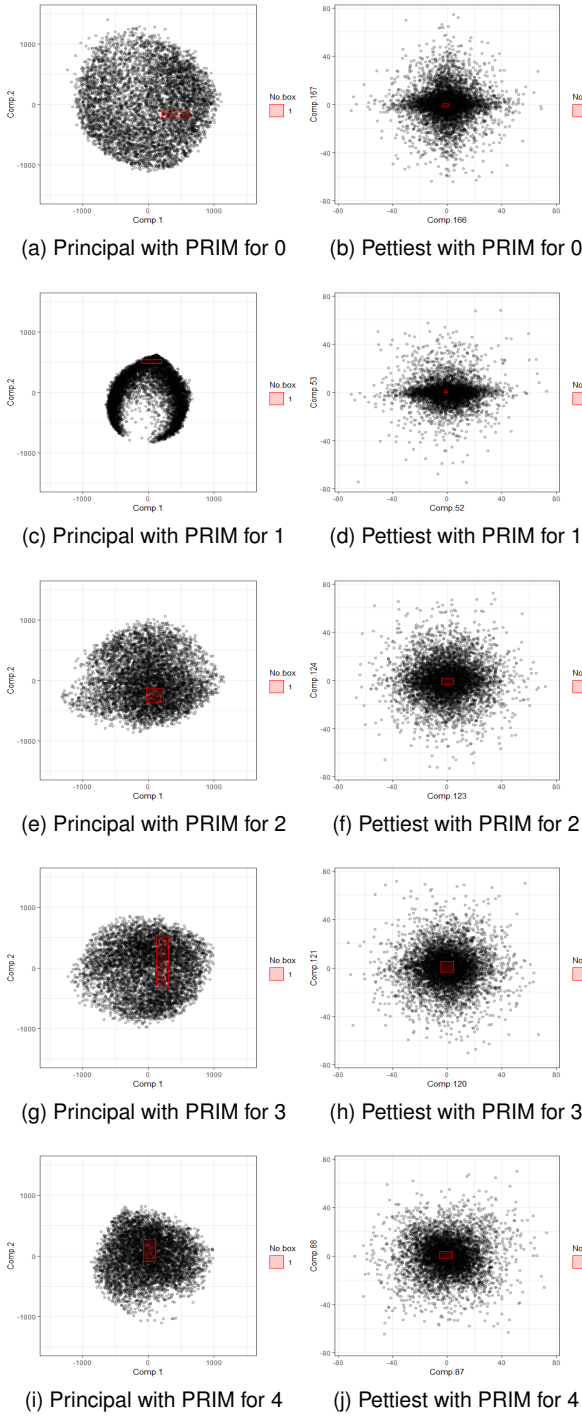 1000
0
-1000
Comp.2
-1000 0 1000
Comp.1
No.box
1
80
40
0
-40
-80
Comp.167
-80 -40 0 40 80
Comp.166
No
(a) Principal with PRIM for 0
(b) Pettiest with PRIM for 0
1000
0
-1000
Comp.2
-1000 0 1000
Comp.1
No.box
1
80
40
0
-40
-80
Comp.53
-80 -40 0 40 80
Comp.52
No
(c) Principal with PRIM for 1
(d) Pettiest with PRIM for 1
1000
0
-1000
Comp.2
-1000 0 1000
Comp.1
No.box
1
80
40
0
-40
-80
Comp.124
-80 -40 0 40 80
Comp.123
No
(e) Principal with PRIM for 2
(f) Pettiest with PRIM for 2
1000
0
-1000
Comp.2
-1000 0 1000
Comp.1
No.box
1
80
40
0
-40
-80
Comp.121
-80 -40 0 40 80
Comp.120
No
(g) Principal with PRIM for 3
(h) Pettiest with PRIM for 3
1000
0
-1000
Comp.2
-1000 0 1000
Comp.1
No.box
1
80
40
0
-40
-80
Comp.88
-80 -40 0 40 80
Comp.87
No
(i) Principal with PRIM for 4
(j) Pettiest with PRIM for 4